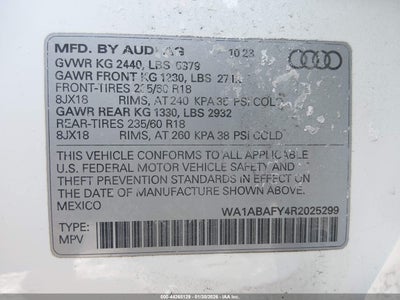 MFD. BY AUDI AG 10 23
GVWR KG 2440, LBS 5379
GAWR FRONT KG 1230, LBS
FRONT-TIRES 235/60 R18
8JX18 RIMS, AT 240 KPA PSI COLD
GAWR REAR KG 1330, LBS 2932
REAR-TIRES 235/60 R18
8JX18 RIMS, AT 260 KPA 38 PSI COLD
THIS VEHICLE CONFORMS TO ALL APPLICABLE
U.S. FEDERAL MOTOR VEHICLE SAFETY AND
THEFT PREVENTION STANDARDS IN EFFECT ON
THE DATE OF MANUFACTURE SHOWN ABOVE.
MEXICO
WA1ABAFY4R2025299
TYPE:
MPV